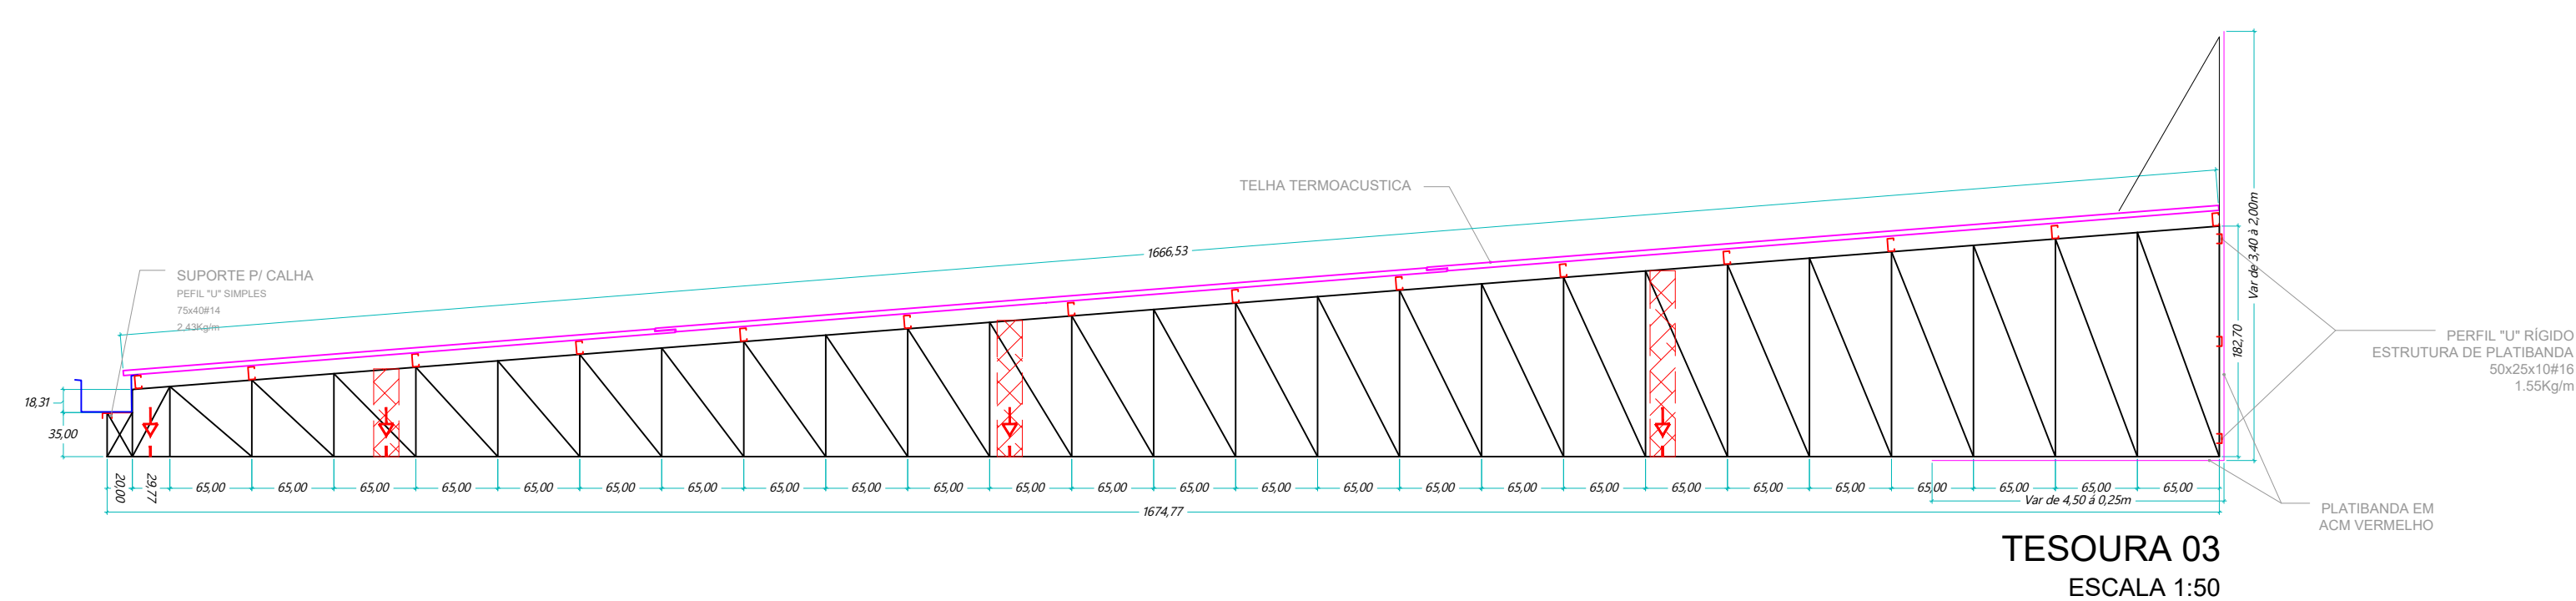 Var de 3,40 à 2,00m
TELHA TERMOACUSTICA
1666,53
SUPORTE P/ CALHA
PEFIL "U" SIMPLES
75x40#14
2.43Kg/m
182,70
PERFIL "U" RÍGIDO
ESTRUTURA DE PLATIBANDA
50x25x10#16
1.55Kg/m
18,31
35,00
20,00 29,77 65,00 65,00 65,00 65,00 65,00 65,00 65,00 65,00 65,00 65,00 65,00 65,00 65,00 65,00 65,00 65,00 65,00 65,00 65,00 65,00 65,00 65,00 65,00 65,00 65,00
Var de 4,50 á 0,25m
1674,77
PLATIBANDA EM
ACM VERMELHO
TESOURA 03
ESCALA 1:50